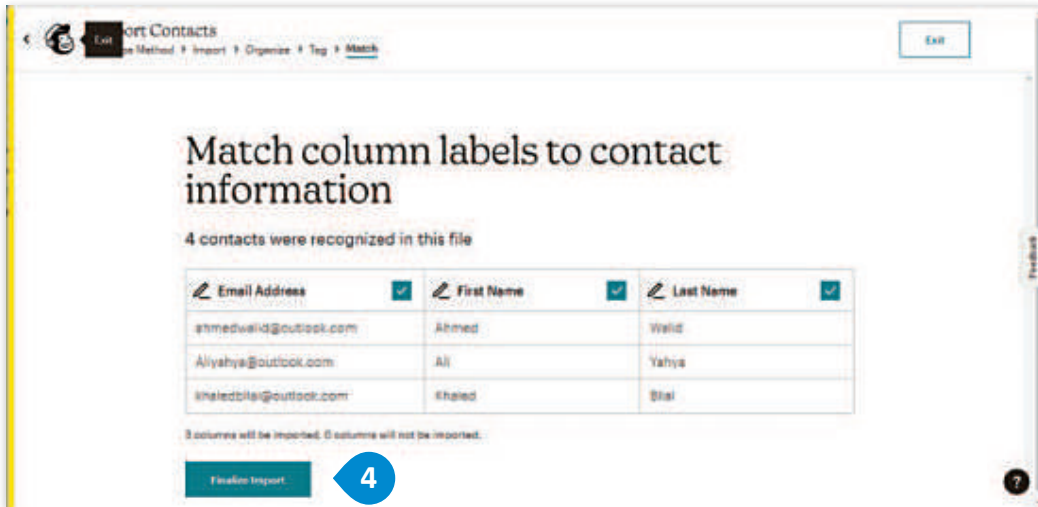 Exit
ort Contacts
Exit
se Method > Import > Organize > Tag > Match
Match column labels to contact
information
4 contacts were recognized in this file
Email Address First Name Last Name
ahmedwalid@outlook.com Ahmed Walid
Aliyahya@outlook.com Ali Yahya
khaledbilal@outlook.com Khaled Bilal
3 columns will be imported. 0 columns will not be imported.
Finalize Import 4
Feedback
?